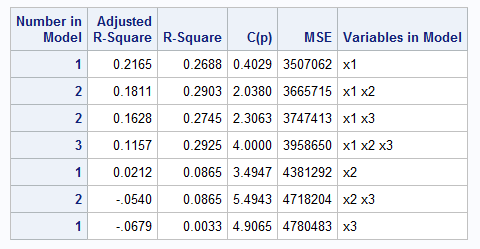 Number in Model Adjusted R-Square R-Square C(p) MSE Variables in Model
1 0.2165 0.2688 0.4029 3507062 x1
2 0.1811 0.2903 2.0380 3665715 x1 x2
2 0.1628 0.2745 2.3063 3747413 x1 x3
3 0.1157 0.2925 4.0000 3958650 x1 x2 x3
1 0.0212 0.0865 3.4947 4381292 x2
2 -.0540 0.0865 5.4943 4718204 x2 x3
1 -.0679 0.0033 4.9065 4780483 x3